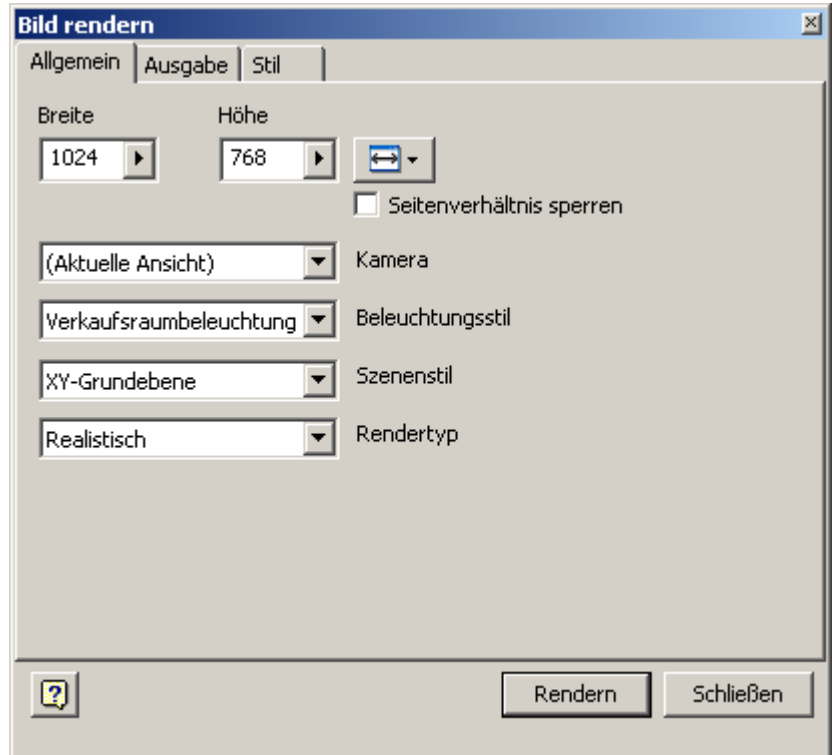 Bild rendern
Allgemein Ausgabe Stil
Breite Höhe
1024 768
Seitenverhältnis sperren
(Aktuelle Ansicht) Kamera
Verkaufsraumbeleuchtung Beleuchtungsstil
XY-Grundebene Szenenstil
Realistisch Rendertyp
? Rendern Schließen